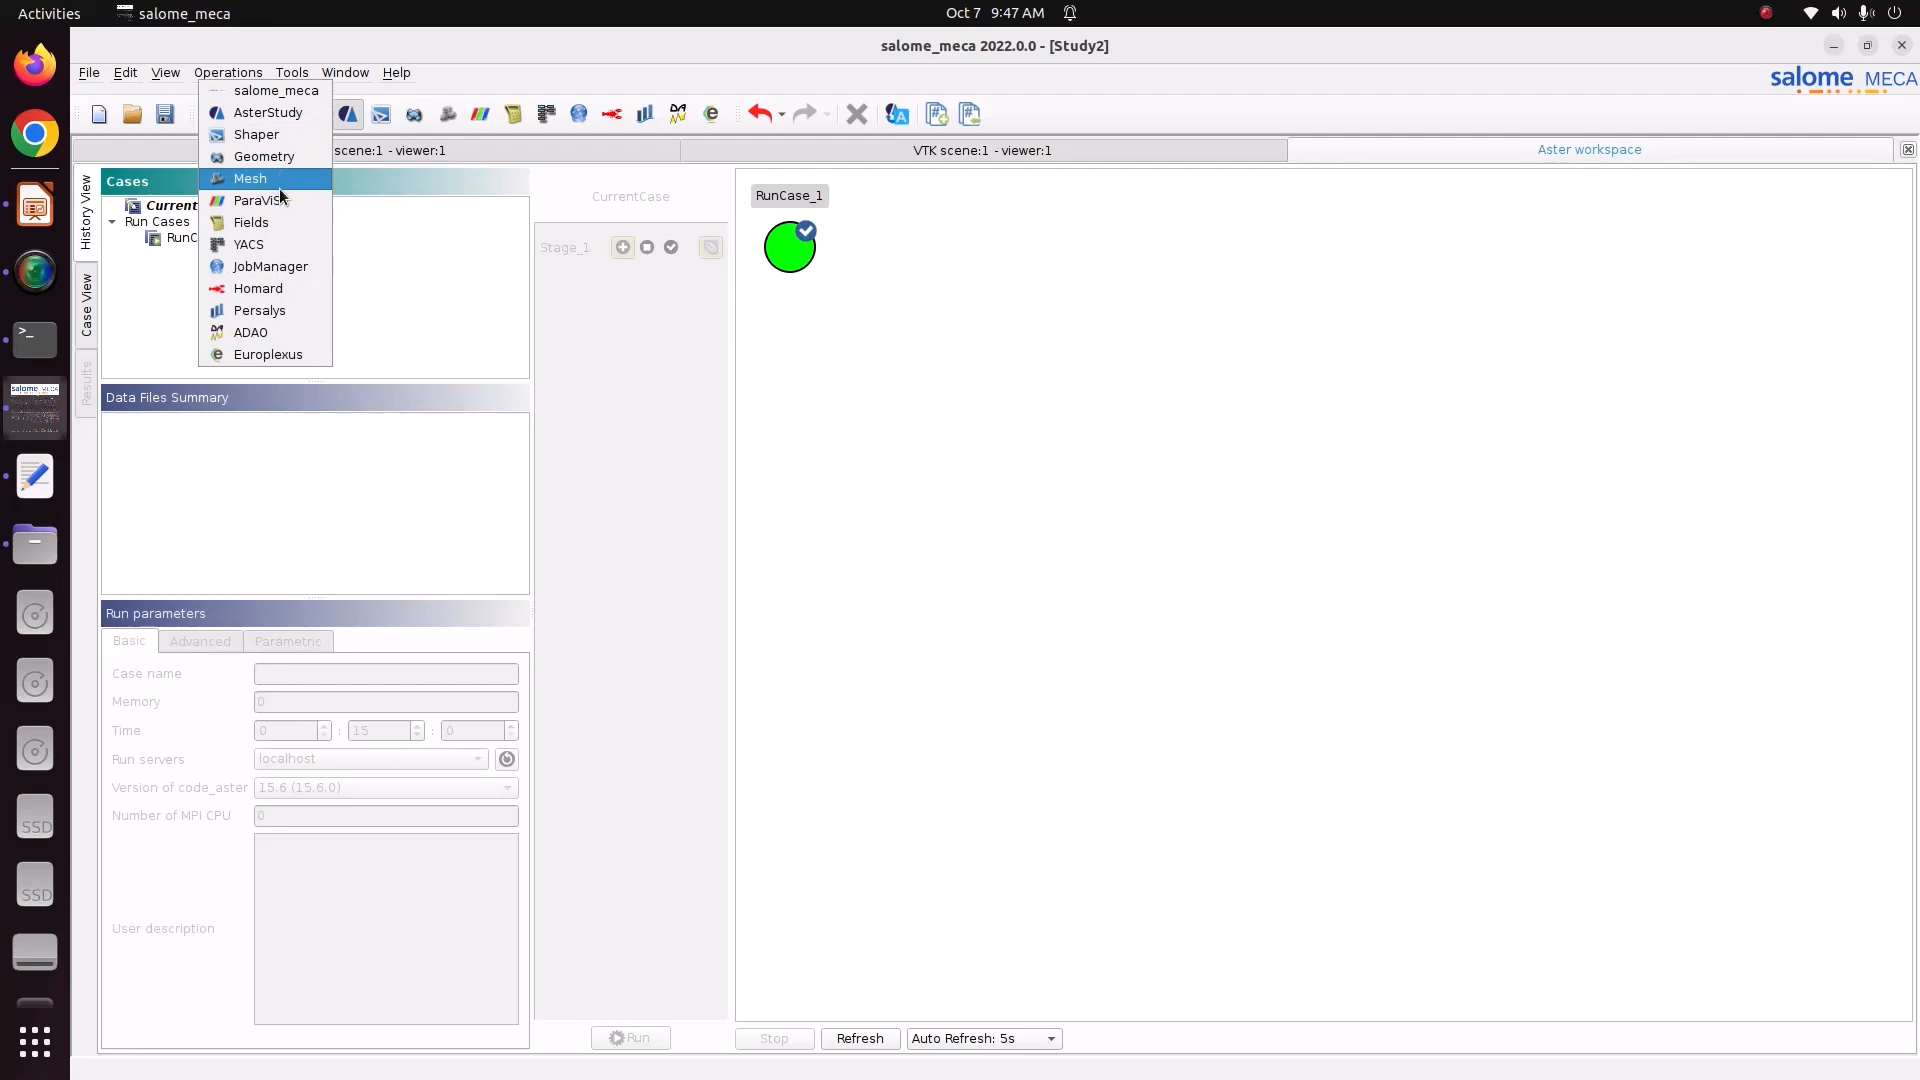 Activities
salome_meca
Oct 7 9:47 AM
salome_meca 2022.0.0 - [Study2]
File Edit View Operations Tools Window Help
salome MECA
salome_meca
AsterStudy
Shaper
Geometry
Mesh
ParaViS
Fields
YACS
JobManager
Homard
Persalys
ADAO
Europlexus
scene:1 - viewer:1
VTK scene:1 - viewer:1
Aster workspace
History View
Case View
Results
Cases
Current
Run Cases
RunC
Data Files Summary
Run parameters
Basic Advanced Parametric
Case name
Memory 0
Time 0 : 15 : 0
Run servers localhost
Version of code_aster 15.6 (15.6.0)
Number of MPI CPU 0
User description
CurrentCase
Stage_1
Run
RunCase_1
Stop Refresh Auto Refresh: 5s
SSD
SSD